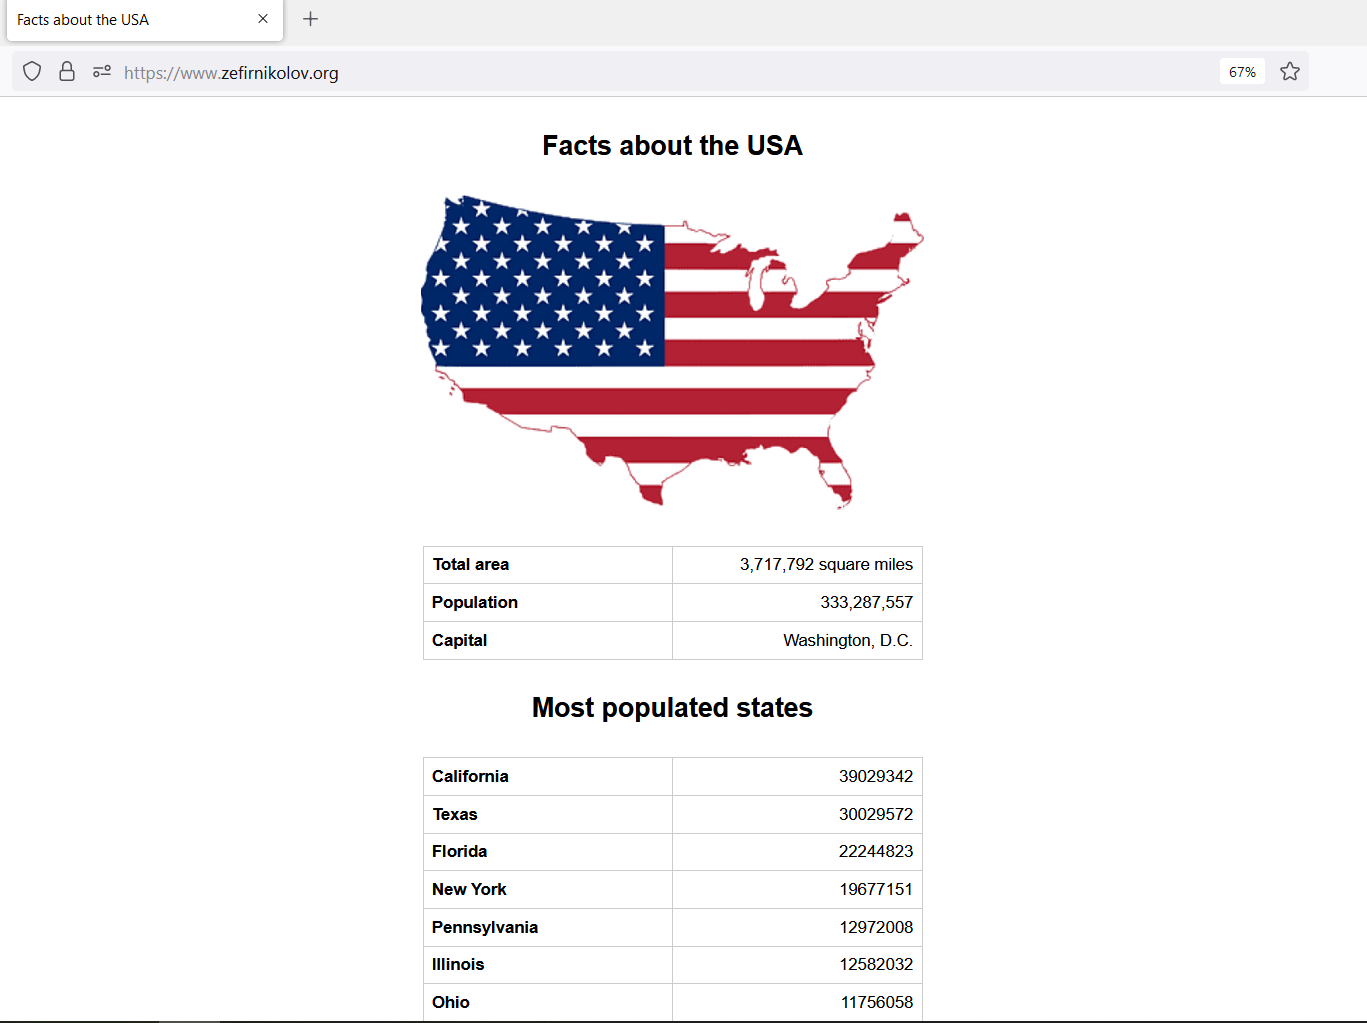 Facts about the USA
https://www.zefirnikolov.org 67%
Facts about the USA
Total area 3,717,792 square miles
Population 333,287,557
Capital Washington, D.C.
Most populated states
California 39029342
Texas 30029572
Florida 22244823
New York 19677151
Pennsylvania 12972008
Illinois 12582032
Ohio 11756058